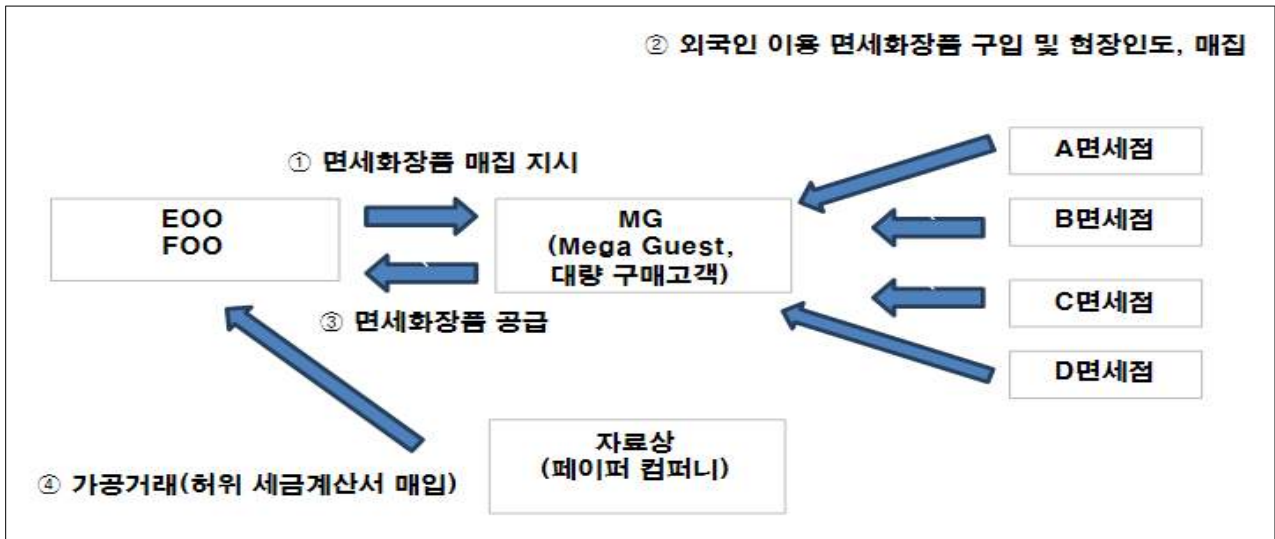 ② 외국인 이용 면세화장품 구입 및 현장인도, 매집
① 면세화장품 매집 지시
A면세점
EOO
FOO
MG
(Mega Guest,
대량 구매고객)
B면세점
C면세점
③ 면세화장품 공급
D면세점
자료상
(페이퍼 컴퍼니)
④ 가공거래(허위 세금계산서 매입)